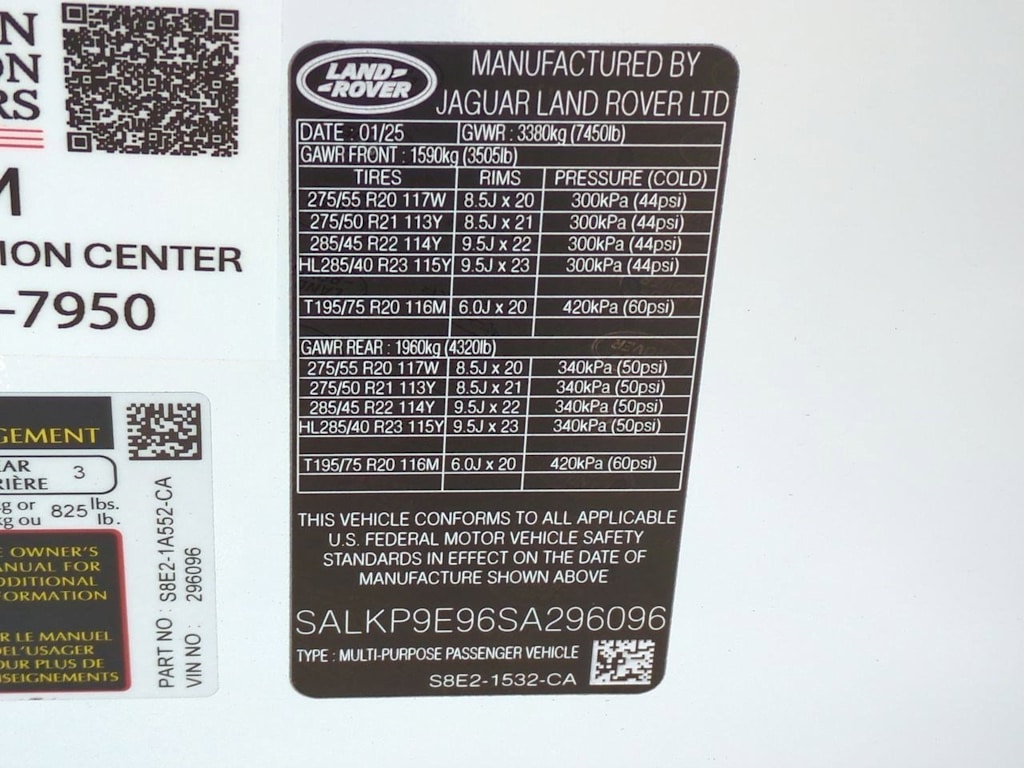 N
ON
RS
M
ION CENTER
-7950
GEMENT
AR
IÈRE 3
kg or
kg ou 825 lbs.
lb.
E OWNER'S
ANUAL FOR
DDITIONAL
FORMATION
R LE MANUEL
DEL'USAGER
OUR PLUS DE
NSEIGNEMENTS
PART NO : S8E2-1A552-CA
VIN NO : 296096
LAND-
-ROVER
MANUFACTURED BY
JAGUAR LAND ROVER LTD
DATE : 01/25 GVWR : 3380kg (7450lb)
GAWR FRONT : 1590kg (3505lb)
TIRES RIMS PRESSURE (COLD)
275/55 R20 117W 8.5J x 20 300kPa (44psi)
275/50 R21 113Y 8.5J x 21 300kPa (44psi)
285/45 R22 114Y 9.5J x 22 300kPa (44psi)
HL285/40 R23 115Y 9.5J x 23 300kPa (44psi)
T195/75 R20 116M 6.0J x 20 420kPa (60psi)
GAWR REAR : 1960kg (4320lb)
275/55 R20 117W 8.5J x 20 340kPa (50psi)
275/50 R21 113Y 8.5J x 21 340kPa (50psi)
285/45 R22 114Y 9.5J x 22 340kPa (50psi)
HL285/40 R23 115Y 9.5J x 23 340kPa (50psi)
T195/75 R20 116M 6.0J x 20 420kPa (60psi)
THIS VEHICLE CONFORMS TO ALL APPLICABLE
U.S. FEDERAL MOTOR VEHICLE SAFETY
STANDARDS IN EFFECT ON THE DATE OF
MANUFACTURE SHOWN ABOVE
SALKP9E96SA296096
TYPE : MULTI-PURPOSE PASSENGER VEHICLE
S8E2-1532-CA